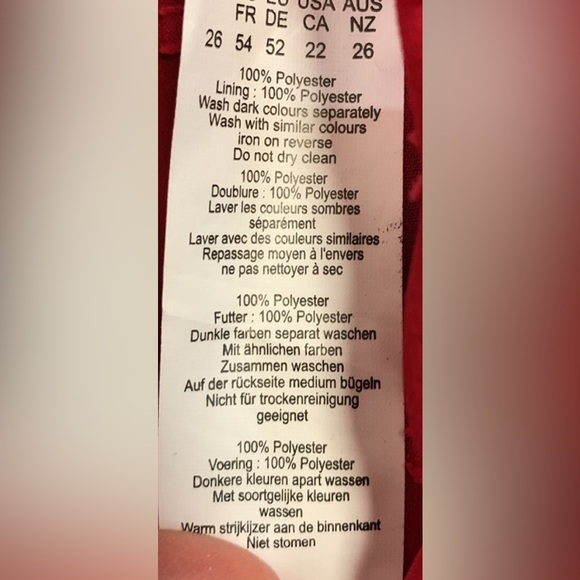 USA AUS
FR DE CA NZ
26 54 52 22 26
100% Polyester
Lining : 100% Polyester
Wash dark colours separately
Wash with similar colours
iron on reverse
Do not dry clean
100% Polyester
Doublure : 100% Polyester
Laver les couleurs sombres
séparément
Laver avec des couleurs similaires
Repassage moyen à l'envers
ne pas nettoyer à sec
100% Polyester
Futter : 100% Polyester
Dunkle farben separat waschen
Mit ähnlichen farben
Zusammen waschen
Auf der rückseite medium bügeln
Nicht für trockenreinigung
geeignet
100% Polyester
Voering : 100% Polyester
Donkere kleuren apart wassen
Met soortgelijke kleuren
wassen
Warm strijkijzer aan de binnenkant
Niet stomen